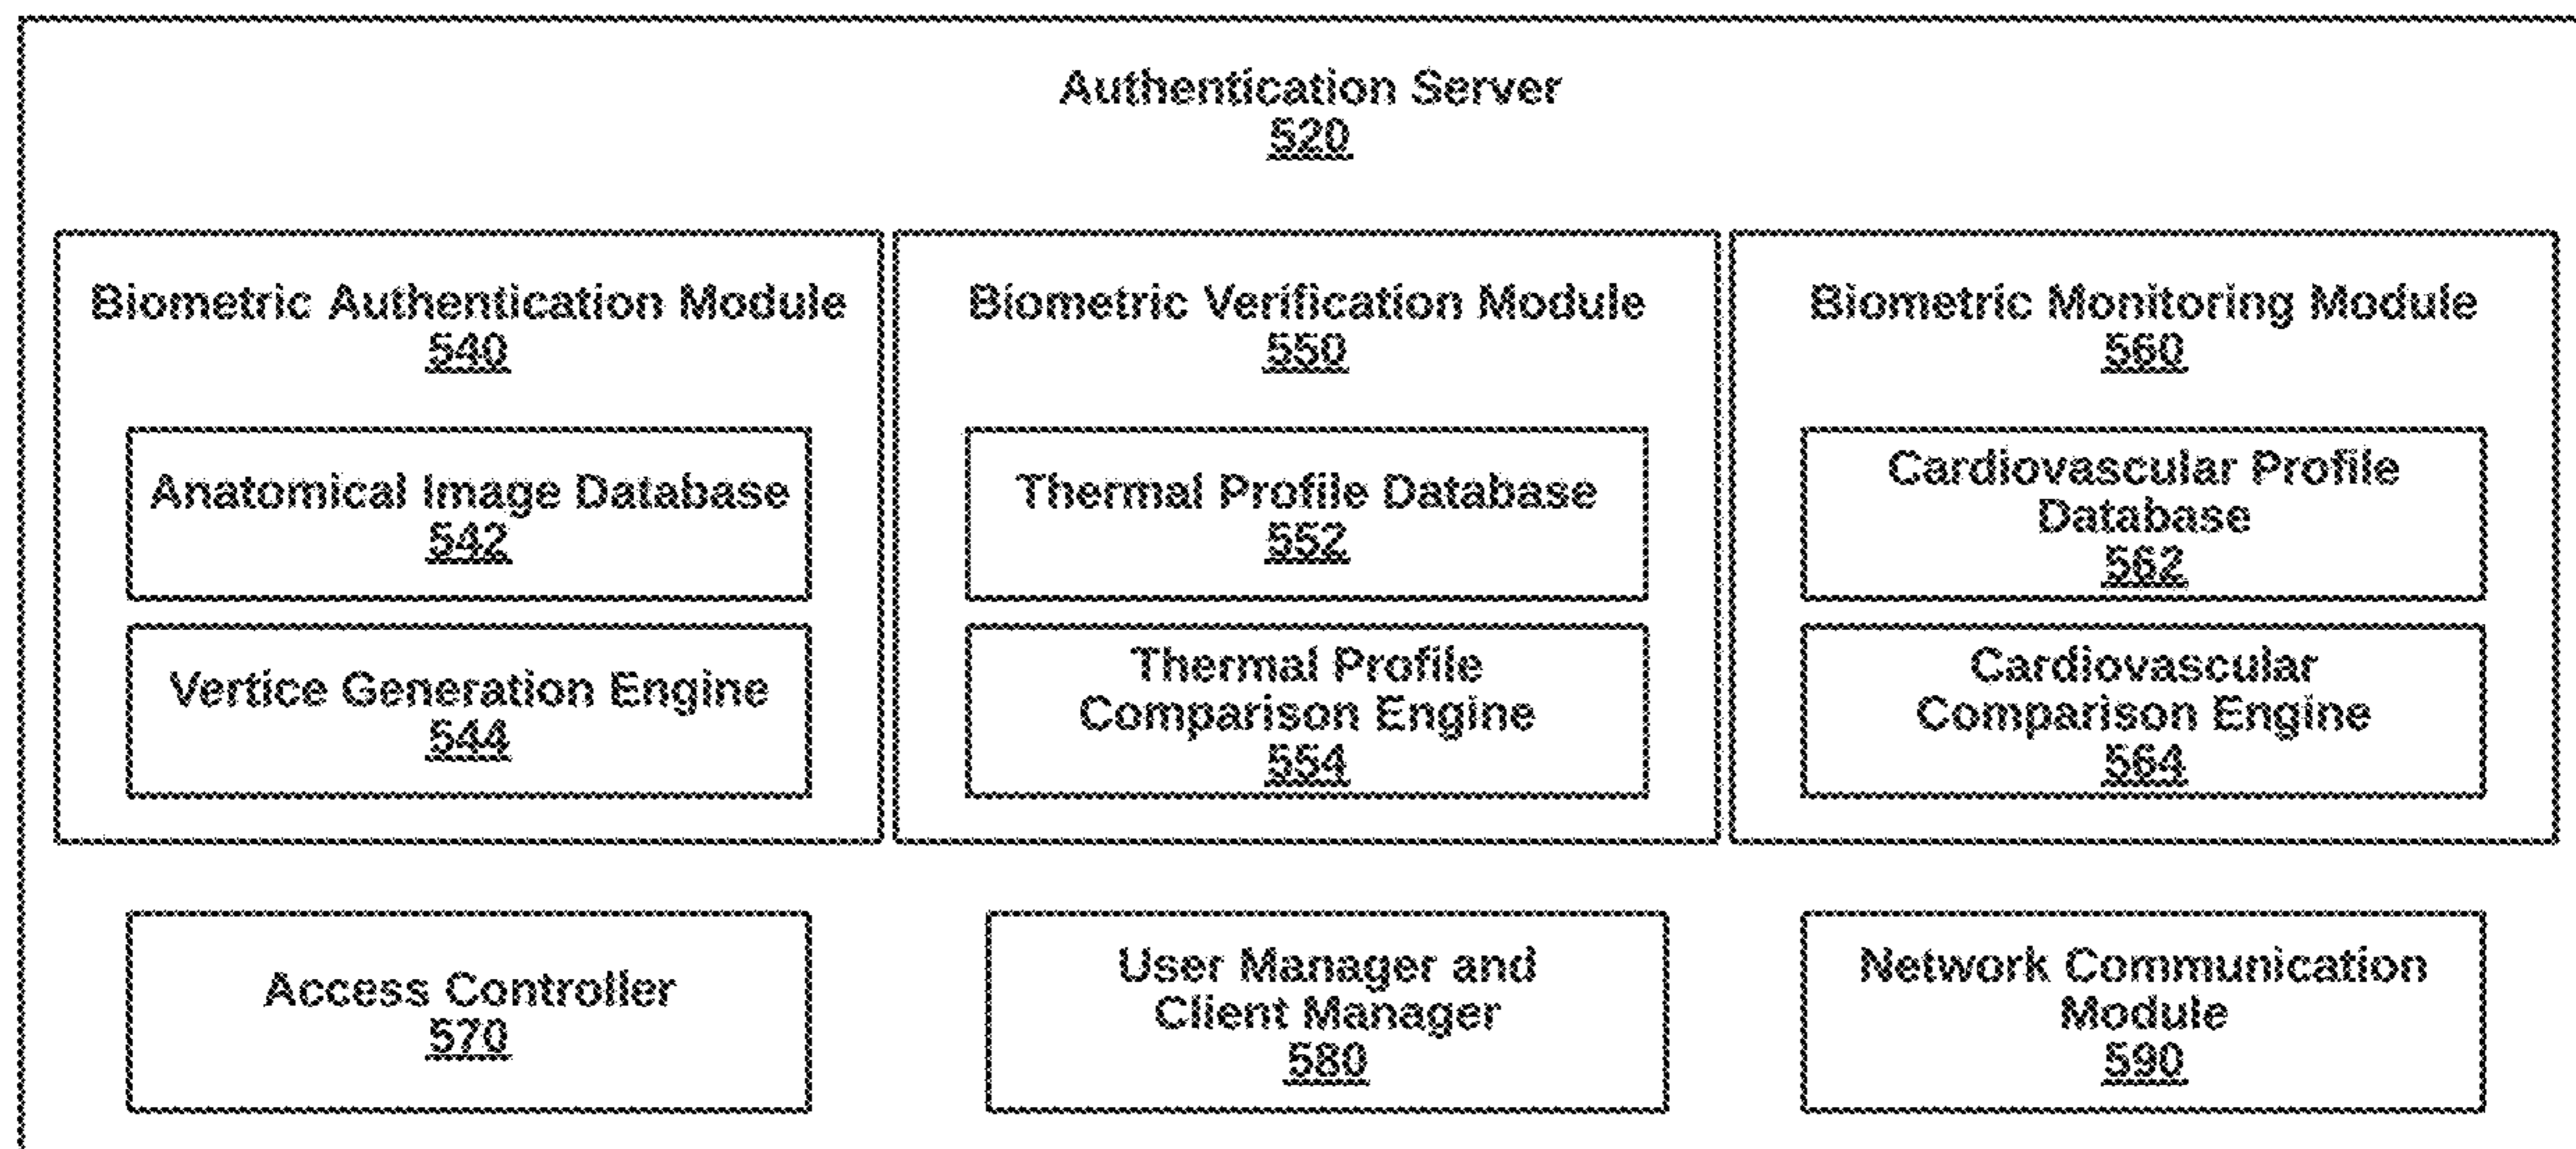 Authentication Server
520
Biometric Authentication Module
540
Anatomical Image Database
542
Vertice Generation Engine
544
Biometric Verification Module
550
Thermal Profile Database
552
Thermal Profile
Comparison Engine
554
Biometric Monitoring Module
560
Cardiovascular Profile
Database
562
Cardiovascular
Comparison Engine
564
Access Controller
570
User Manager and
Client Manager
580
Network Communication
Module
590